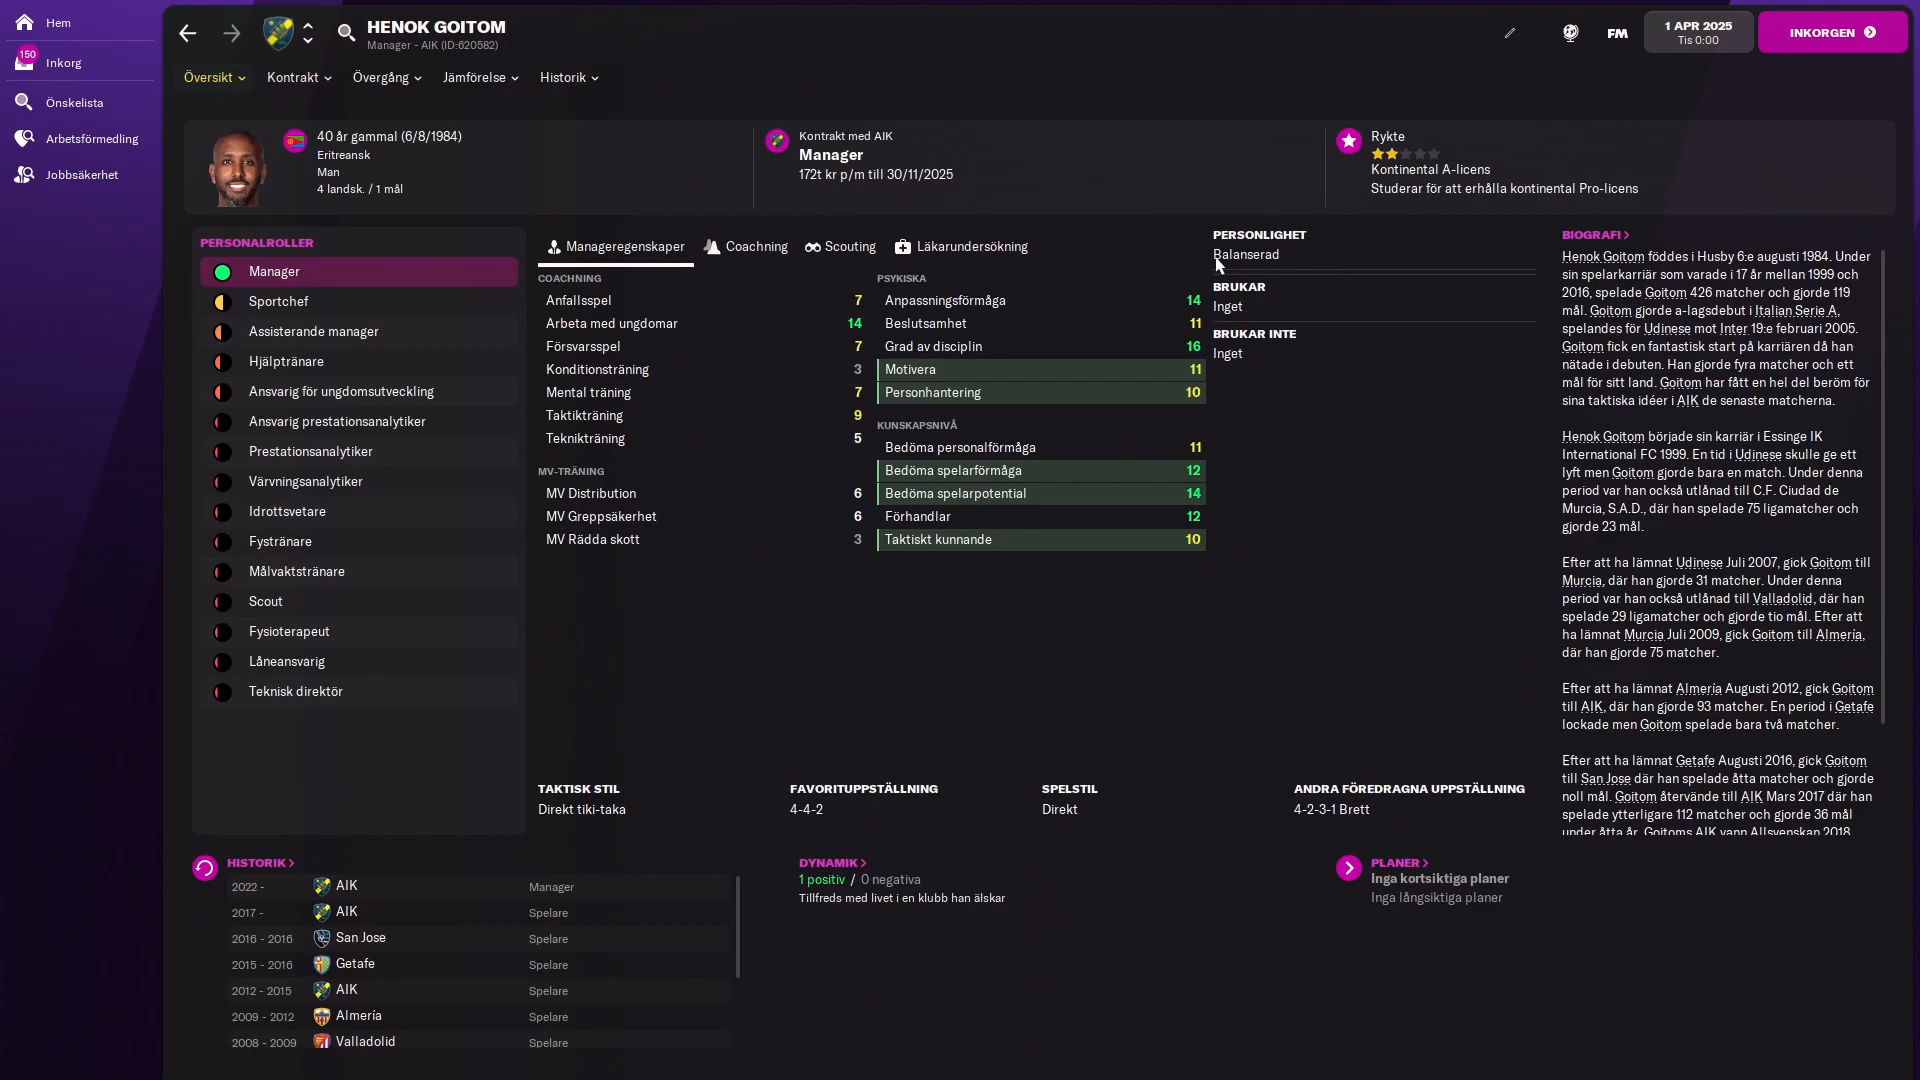 Hem
150
Inkorg
Önskelista
Arbetsförmedling
Jobbsäkerhet
HENOK GOITOM
Manager - AIK (ID:620582)
FM
1 APR 2025
Tis 0:00
INKORGEN
Översikt
Kontrakt
Övergång
Jämförelse
Historik
40 år gammal (6/8/1984)
Eritreansk
Man
4 landsk. / 1 mål
Kontrakt med AIK
Manager
172t kr p/m till 30/11/2025
Rykte
Kontinental A-licens
Studerar för att erhålla kontinental Pro-licens
PERSONALROLLER
Manager
Sportchef
Assisterande manager
Hjälptränare
Ansvarig för ungdomsutveckling
Ansvarig prestationsanalytiker
Prestationsanalytiker
Värvningsanalytiker
Idrottsvetare
Fystränare
Målvaktstränare
Scout
Fysioterapeut
Låneansvarig
Teknisk direktör
Manageregenskaper
Coachning
Scouting
Läkarundersökning
COACHNING
Anfallsspel 7
Arbeta med ungdomar 14
Försvarsspel 7
Konditionsträning 3
Mental träning 7
Taktikträning 9
Teknikträning 5
MV-TRÄNING
MV Distribution 6
MV Greppsäkerhet 6
MV Rädda skott 3
PSYKISKA
Anpassningsförmåga 14
Beslutsamhet 11
Grad av disciplin 16
Motivera 11
Personhantering 10
KUNSKAPSNIVÅ
Bedöma personalförmåga 11
Bedöma spelarförmåga 12
Bedöma spelarpotential 14
Förhandlar 12
Taktiskt kunnande 10
PERSONLIGHET
Balanserad
BRUKAR
Inget
BRUKAR INTE
Inget
BIOGRAFI
Henok Goitom föddes i Husby 6:e augusti 1984. Under
sin spelarkarriär som varade i 17 år mellan 1999 och
2016, spelade Goitom 426 matcher och gjorde 119
mål. Goitom gjorde a-lagsdebut i Italian Serie A,
spelandes för Udinese mot Inter 19:e februari 2005.
Goitom fick en fantastisk start på karriären då han
nätade i debuten. Han gjorde fyra matcher och ett
mål för sitt land. Goitom har fått en hel del beröm för
sina taktiska idéer i AIK de senaste matcherna.
Henok Goitom började sin karriär i Essinge IK
International FC 1999. En tid i Udinese skulle ge ett
lyft men Goitom gjorde bara en match. Under denna
period var han också utlånad till C.F. Ciudad de
Murcia, S.A.D., där han spelade 75 ligamatcher och
gjorde 23 mål.
Efter att ha lämnat Udinese Juli 2007, gick Goitom till
Murcia, där han gjorde 31 matcher. Under denna
period var han också utlånad till Valladolid, där han
spelade 29 ligamatcher och gjorde tio mål. Efter att
ha lämnat Murcia Juli 2009, gick Goitom till Almería,
där han gjorde 75 matcher.
Efter att ha lämnat Almería Augusti 2012, gick Goitom
till AIK, där han gjorde 93 matcher. En period i Getafe
lockade men Goitom spelade bara två matcher.
Efter att ha lämnat Getafe Augusti 2016, gick Goitom
till San Jose där han spelade åtta matcher och gjorde
noll mål. Goitom återvände till AIK Mars 2017 där han
spelade ytterligare 112 matcher och gjorde 36 mål
under åtta år. Goitoms AIK vann Allsvenskan 2018
TAKTISK STIL
Direkt tiki-taka
FAVORITUPPSTÄLLNING
4-4-2
SPELSTIL
Direkt
ANDRA FÖREDRAGNA UPPSTÄLLNING
4-2-3-1 Brett
HISTORIK
2022 - AIK Manager
2017 - AIK Spelare
2016 - 2016 San Jose Spelare
2015 - 2016 Getafe Spelare
2012 - 2015 AIK Spelare
2009 - 2012 Almería Spelare
2008 - 2009 Valladolid Spelare
DYNAMIK
1 positiv / 0 negativa
Tillfreds med livet i en klubb han älskar
PLANER
Inga kortsiktiga planer
Inga långsiktiga planer